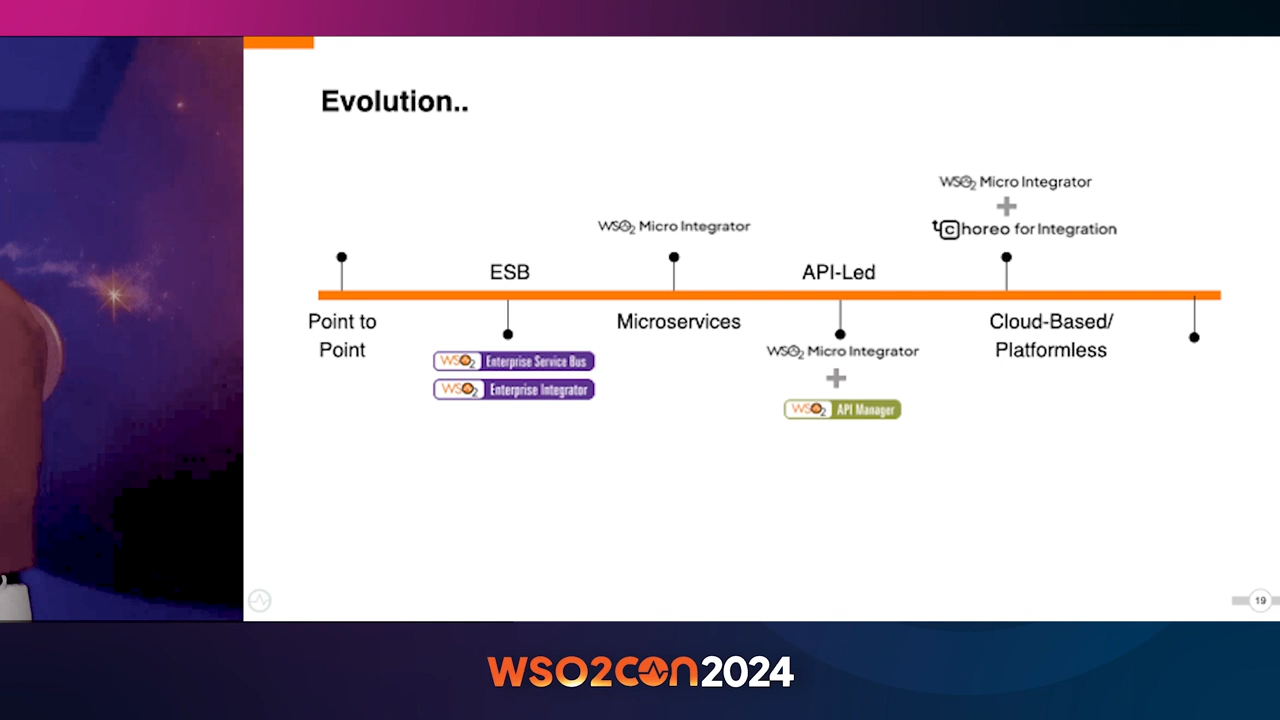 Evolution..
WSO2 Micro Integrator
+
Choreo for Integration
WSO2 Micro Integrator
ESB
API-Led
Point to
Point
Microservices
Cloud-Based/
Platformless
WSO2 Enterprise Service Bus
WSO2 Enterprise Integrator
WSO2 Micro Integrator
+
WSO2 API Manager
19
WSO2CON2024